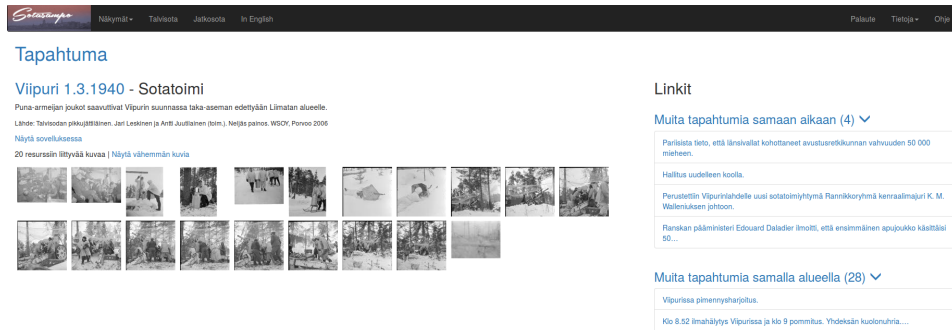 Sotasampo
Näkymät
Talvisota
Jatkosota
In English
Palaute
Tietoja
Ohje
Tapahtuma
Viipuri 1.3.1940 - Sotatoimi
Puna-armeijan joukot saavuttivat Viipurin suunnassa taka-aseman edettyään Liimatan alueelle.
Lähde: Talvisodan pikkujättiläinen. Jari Leskinen ja Antti Juutilainen (toim.). Neljäs painos. WSOY, Porvoo 2006
Näytä sovelluksessa
20 resurssiin liittyvää kuvaa | Näytä vähemmän kuvia
Linkit
Muita tapahtumia samaan aikaan (4)
Pariisista tieto, että länsivallat kohottaneet avustusretkikunnan vahvuuden 50 000
mieheen.
Hallitus uudelleen koolla.
Perustettiin Viipurinlahdelle uusi sotatoimiyhtymä Rannikkoryhmä kenraalimajuri K. M.
Walleniuksen johtoon.
Ranskan pääministeri Edouard Daladier ilmoitti, että ensimmäinen apujoukko käsittäisi
50...
Muita tapahtumia samalla alueella (28)
Viipurissa pimennysharjoitus.
Klo 8.52 ilmahälytys Viipurissa ja klo 9 pommitus. Yhdeksän kuolonuhria....